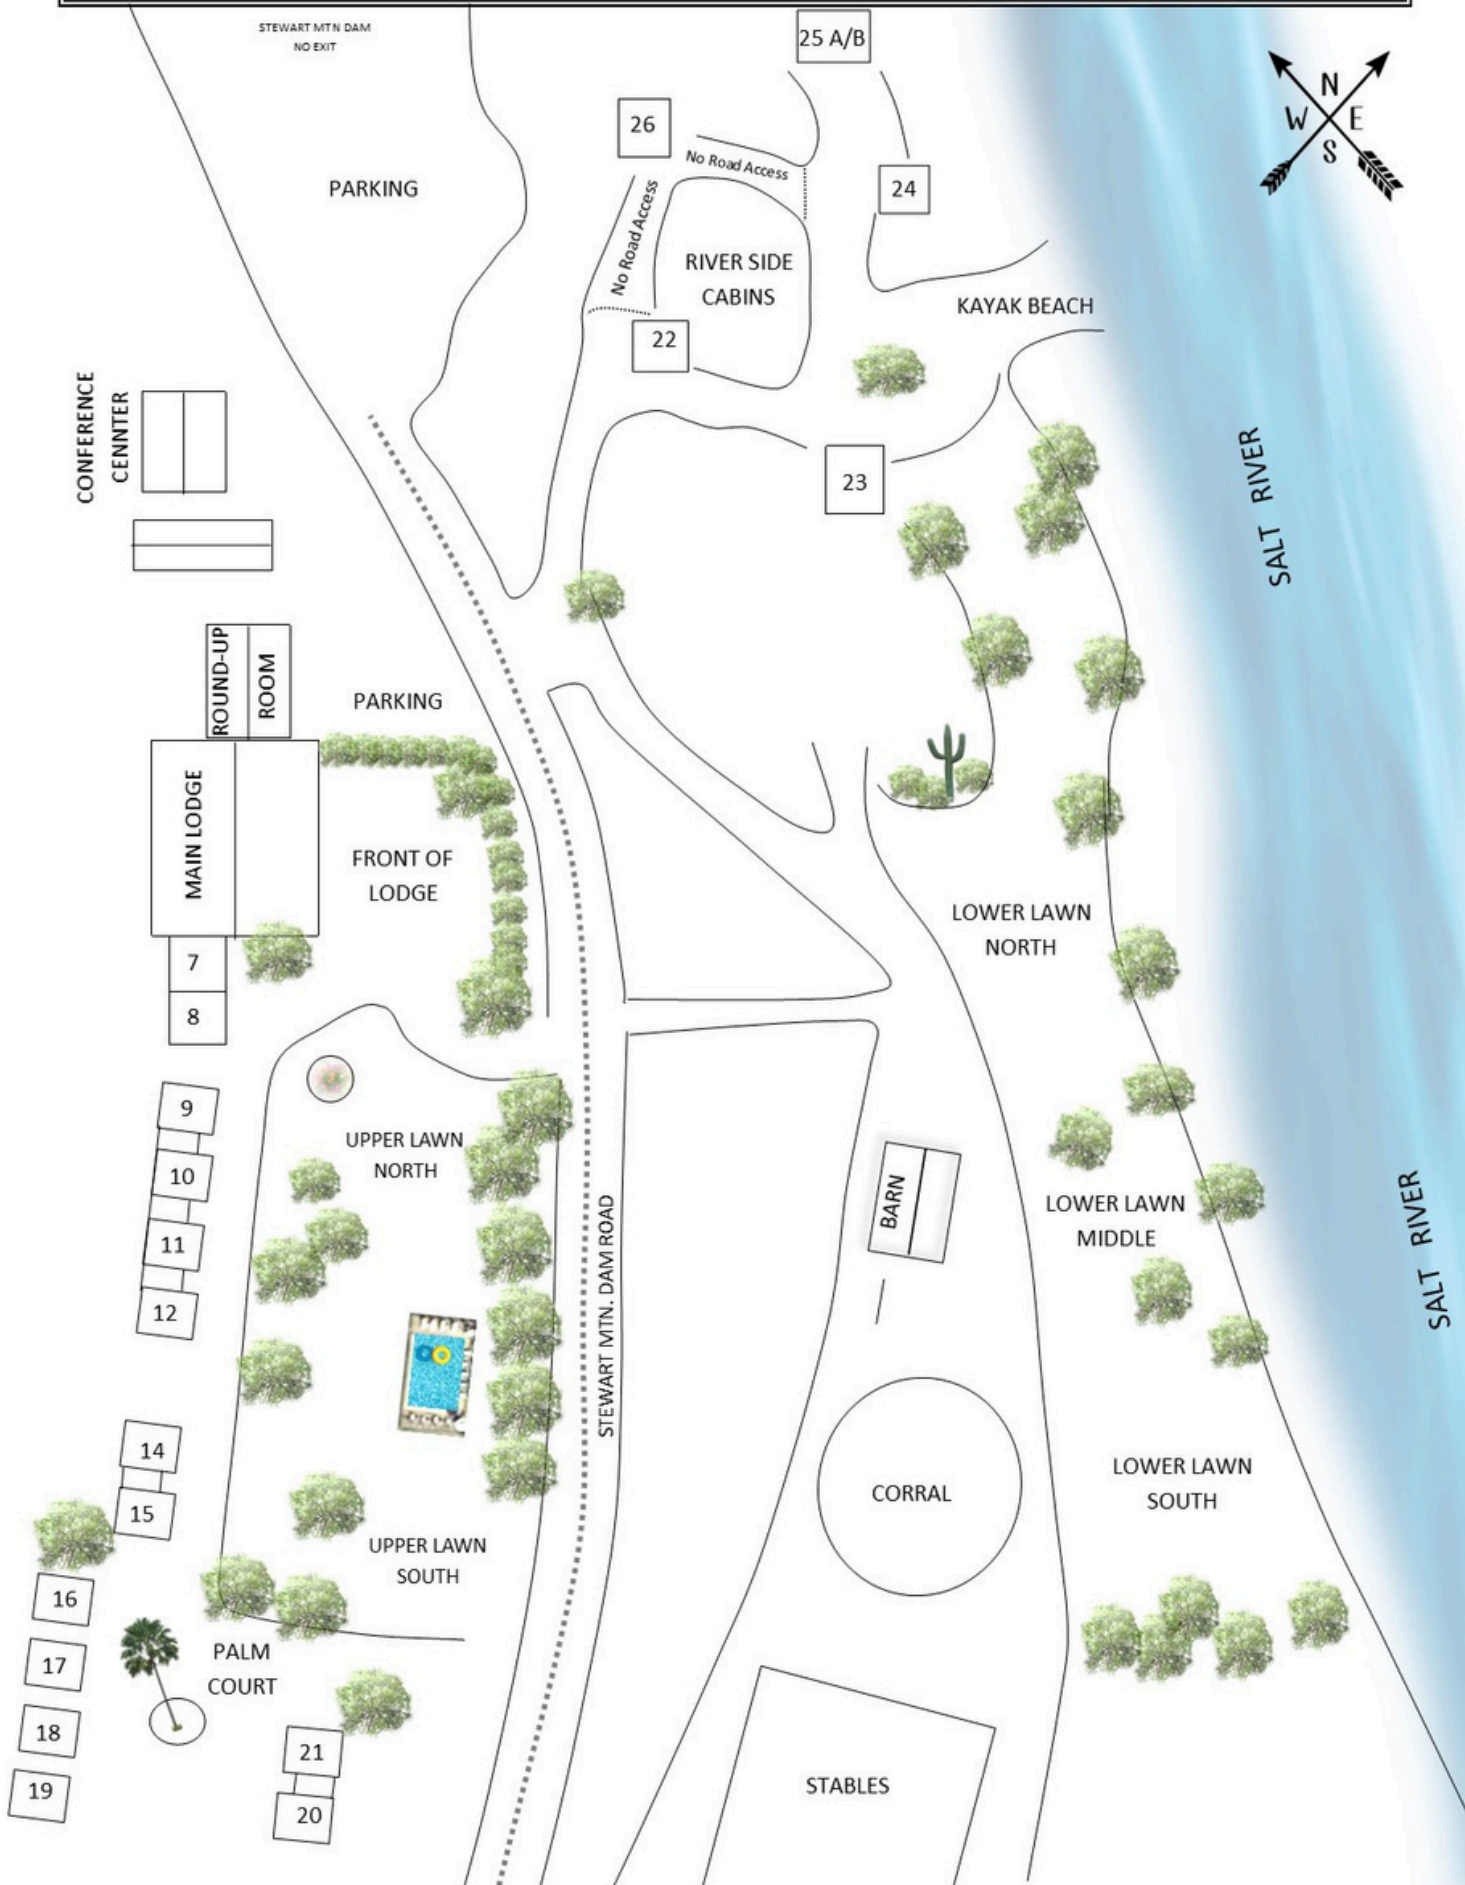 STEWART MTN DAM
NO EXIT
25 A/B
N
W E
S
26
No Road Access
PARKING
24
No Road Access
RIVER SIDE
CABINS
KAYAK BEACH
22
CONFERENCE
CENNTER
SALT RIVER
23
ROUND-UP
ROOM
PARKING
MAIN LODGE
FRONT OF
LODGE
LOWER LAWN
NORTH
7
8
9
UPPER LAWN
NORTH
10
11
12
BARN
LOWER LAWN
MIDDLE
SALT RIVER
STEWART MTN. DAM ROAD
14
15
CORRAL
LOWER LAWN
SOUTH
UPPER LAWN
SOUTH
16
17
PALM
COURT
18
19
21
20
STABLES